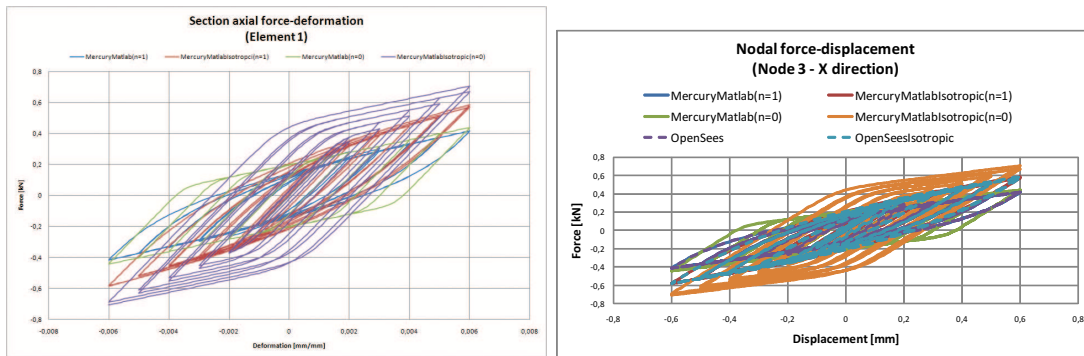 Section axial force-deformation
(Element 1)
MercuryMatlab(n=1) MercuryMatlabIsotropci(n=1) MercuryMatlab(n=0) MercuryMatlabIsotropic(n=0)
0,8
0,6
0,4
0,2
0
-0,2
-0,4
-0,6
-0,8
Force [kN]
-0,008 -0,006 -0,004 -0,002 0 0,002 0,004 0,006 0,008
Deformation [mm/mm]
Nodal force-displacement
(Node 3 - X direction)
MercuryMatlab(n=1) MercuryMatlabIsotropic(n=1)
MercuryMatlab(n=0) MercuryMatlabIsotropic(n=0)
OpenSees OpenSeesIsotropic
0,8
0,6
0,4
0,2
0
-0,2
-0,4
-0,6
-0,8
Force [kN]
-0,8 -0,6 -0,4 -0,2 0 0,2 0,4 0,6 0,8
Displacement [mm]